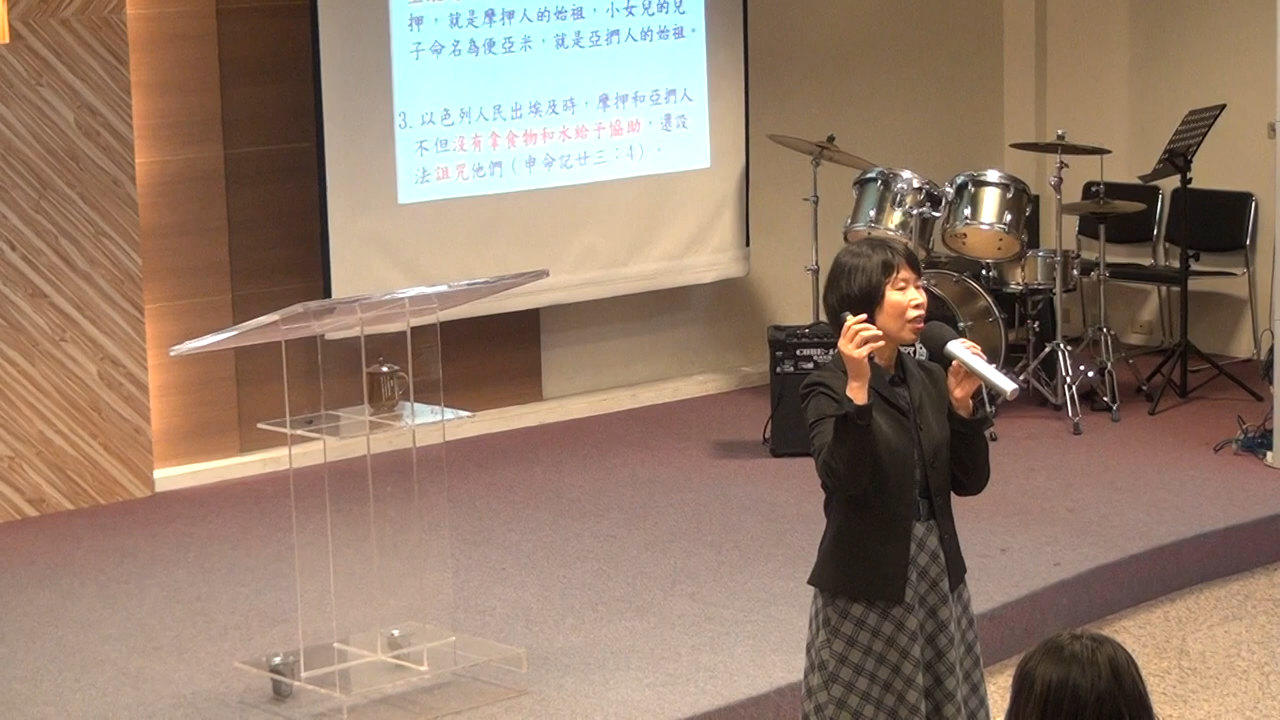 押，就是摩押人的始祖，小女兒的兒
子命名為便亞米，就是亞捫人的始祖。
3. 以色列人民出埃及時，摩押和亞捫人
不但沒有拿食物和水給予協助，還設
法詛咒他們（申命記廿三：4）。
CUBE